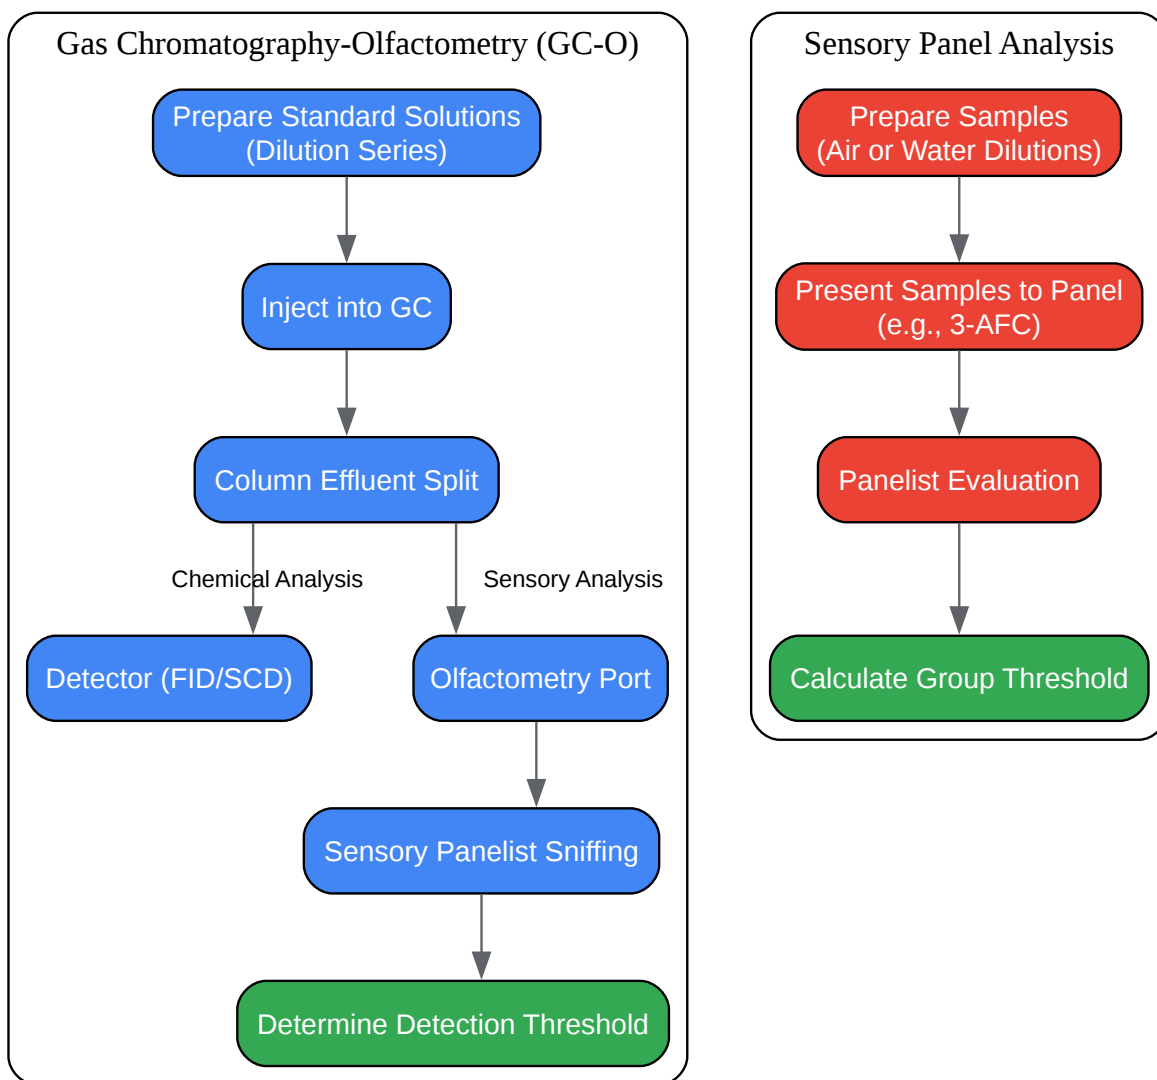 Gas Chromatography-Olfactometry (GC-O)
Prepare Standard Solutions
(Dilution Series)
Inject into GC
Column Effluent Split
Chemical Analysis
Sensory Analysis
Detector (FID/SCD)
Olfactometry Port
Sensory Panelist Sniffing
Determine Detection Threshold
Sensory Panel Analysis
Prepare Samples
(Air or Water Dilutions)
Present Samples to Panel
(e.g., 3-AFC)
Panelist Evaluation
Calculate Group Threshold